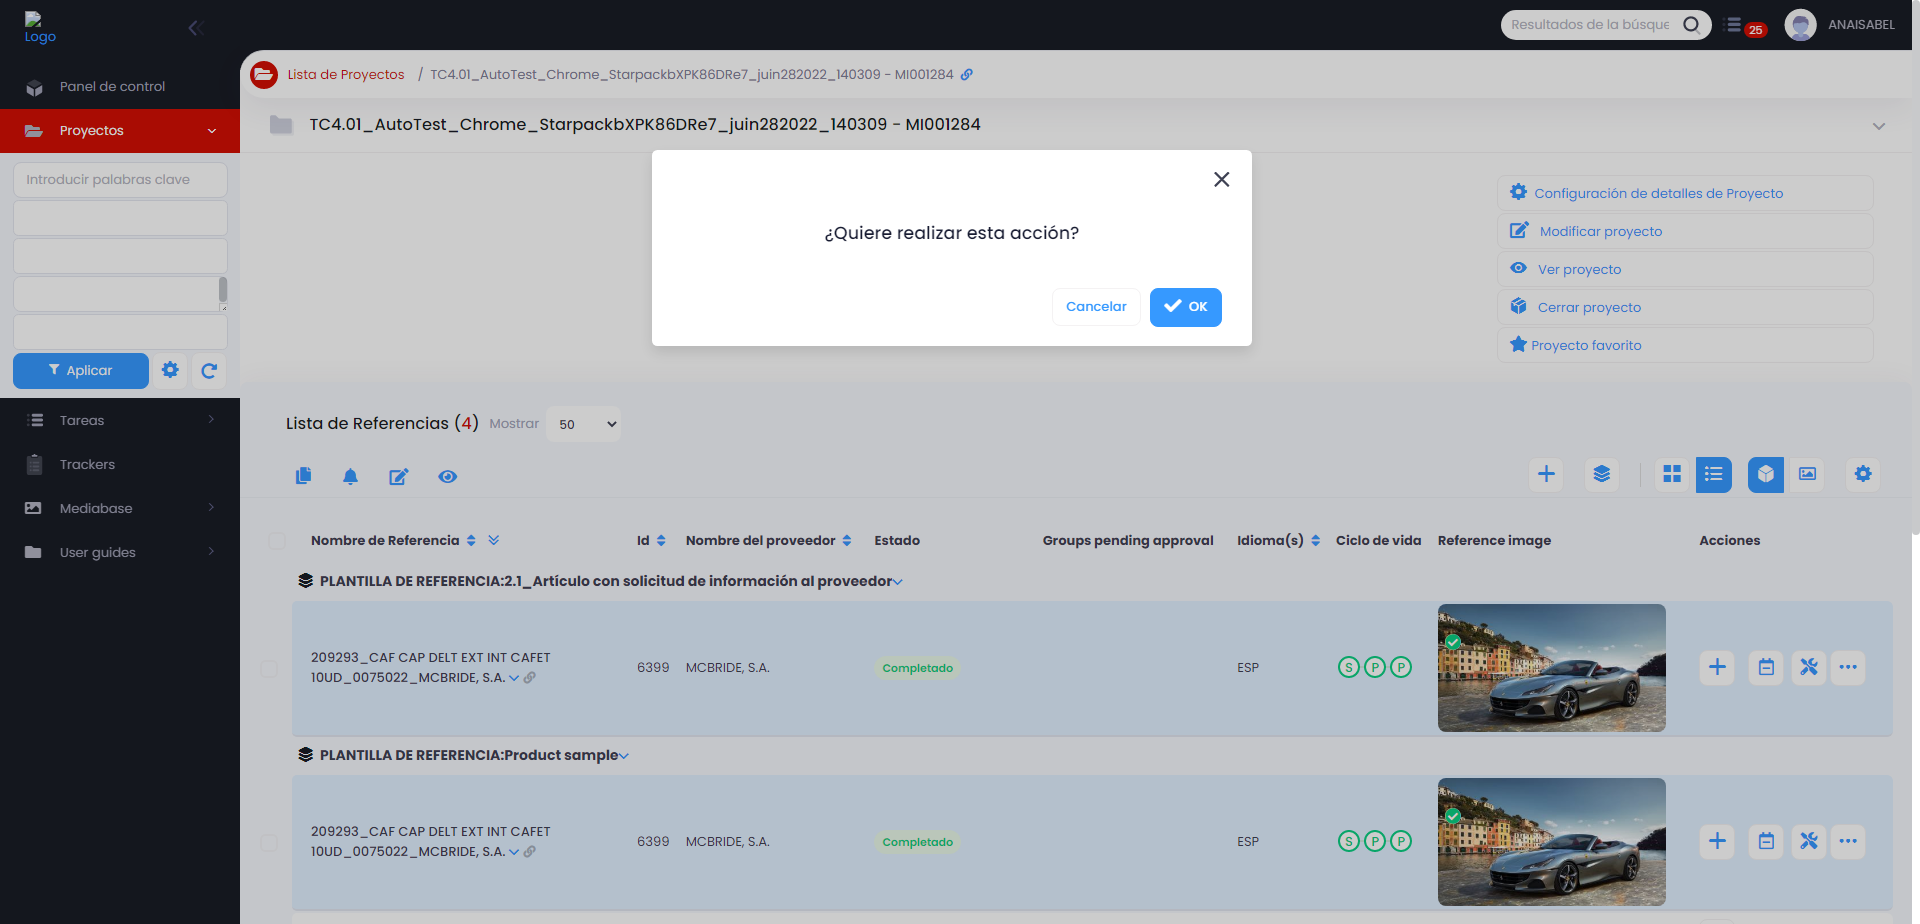 Logo
Resultados de la búsque
25
ANAISABEL
Panel de control
Proyectos
Introducir palabras clave
Aplicar
Tareas
Trackers
Mediabase
User guides
Lista de Proyectos / TC4.01_AutoTest_Chrome_StarpackbXPK86DRe7_juin282022_140309 - MI001284
TC4.01_AutoTest_Chrome_StarpackbXPK86DRe7_juin282022_140309 - MI001284
¿Quiere realizar esta acción?
Cancelar
OK
Configuración de detalles de Proyecto
Modificar proyecto
Ver proyecto
Cerrar proyecto
Proyecto favorito
Lista de Referencias (4) Mostrar 50
Nombre de Referencia Id Nombre del proveedor Estado Groups pending approval Idioma(s) Ciclo de vida Reference image Acciones
PLANTILLA DE REFERENCIA:2.1_Artículo con solicitud de información al proveedor
209293_CAF CAP DELT EXT INT CAFET
10UD_0075022_MCBRIDE, S.A.
6399 MCBRIDE, S.A. Completado ESP S P P
PLANTILLA DE REFERENCIA:Product sample
209293_CAF CAP DELT EXT INT CAFET
10UD_0075022_MCBRIDE, S.A.
6399 MCBRIDE, S.A. Completado ESP S P P